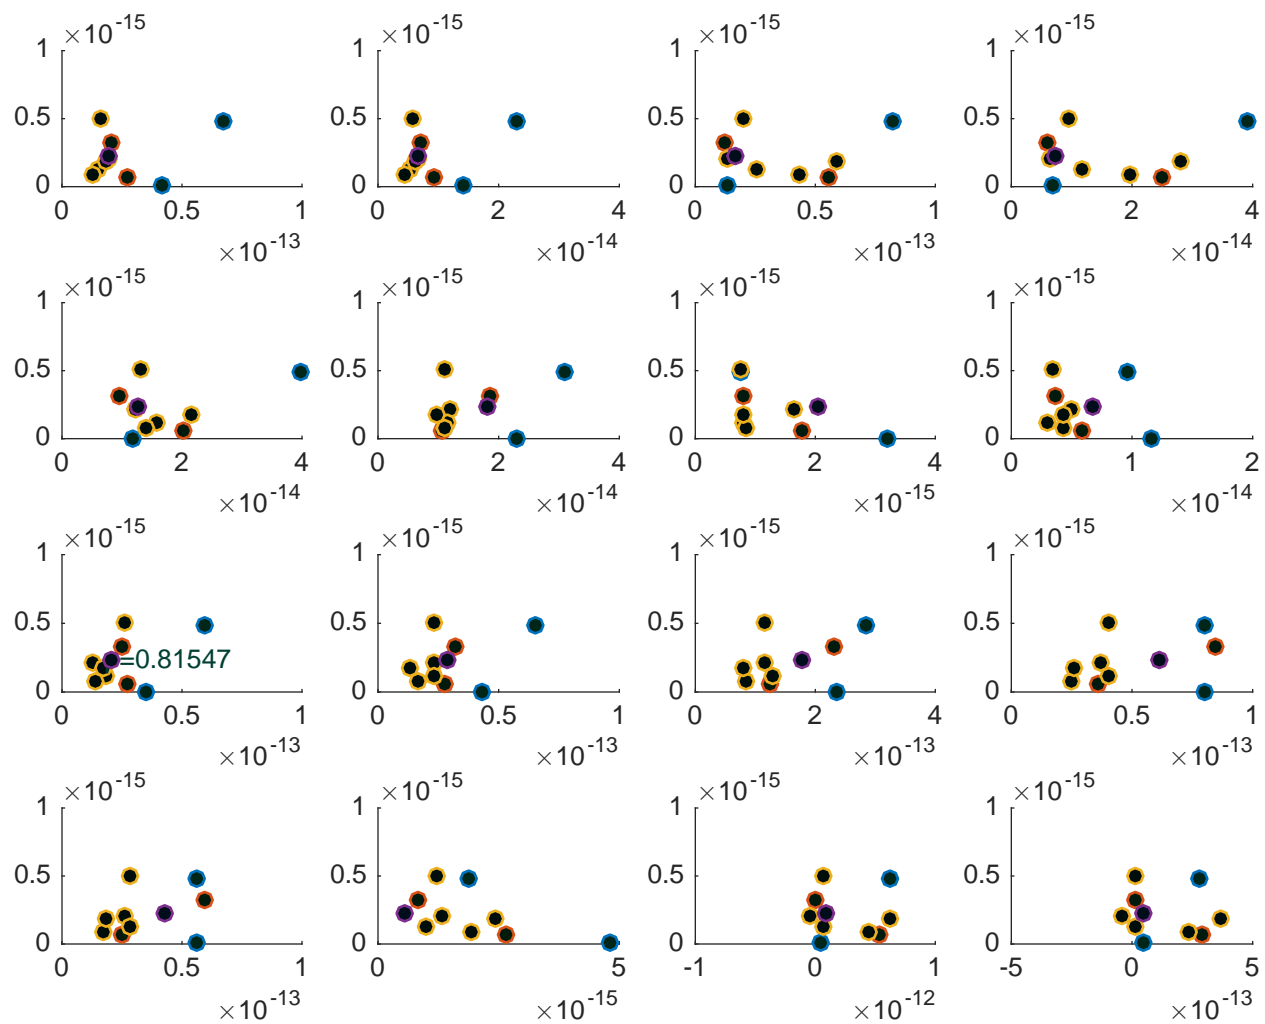 ×10-15 ×10-15 ×10-15 ×10-15
1 1 1 1
0.5 0.5 0.5 0.5
0 0 0 0
0 0.5 1 0 2 4 0 0.5 1 0 2 4
×10-13 ×10-14 ×10-13 ×10-14
×10-15 ×10-15 ×10-15 ×10-15
1 1 1 1
0.5 0.5 0.5 0.5
0 0 0 0
0 2 4 0 2 4 0 2 4 0 1 2
×10-14 ×10-14 ×10-15 ×10-14
×10-15 ×10-15 ×10-15 ×10-15
1 1 1 1
0.5 0.5 0.5 0.5
=0.81547
0 0 0 0
0 0.5 1 0 0.5 1 0 2 4 0 0.5 1
×10-13 ×10-13 ×10-13 ×10-13
×10-15 ×10-15 ×10-15 ×10-15
1 1 1 1
0.5 0.5 0.5 0.5
0 0 0 0
0 0.5 1 0 5 -1 0 1 -5 0 5
×10-13 ×10-15 ×10-12 ×10-13